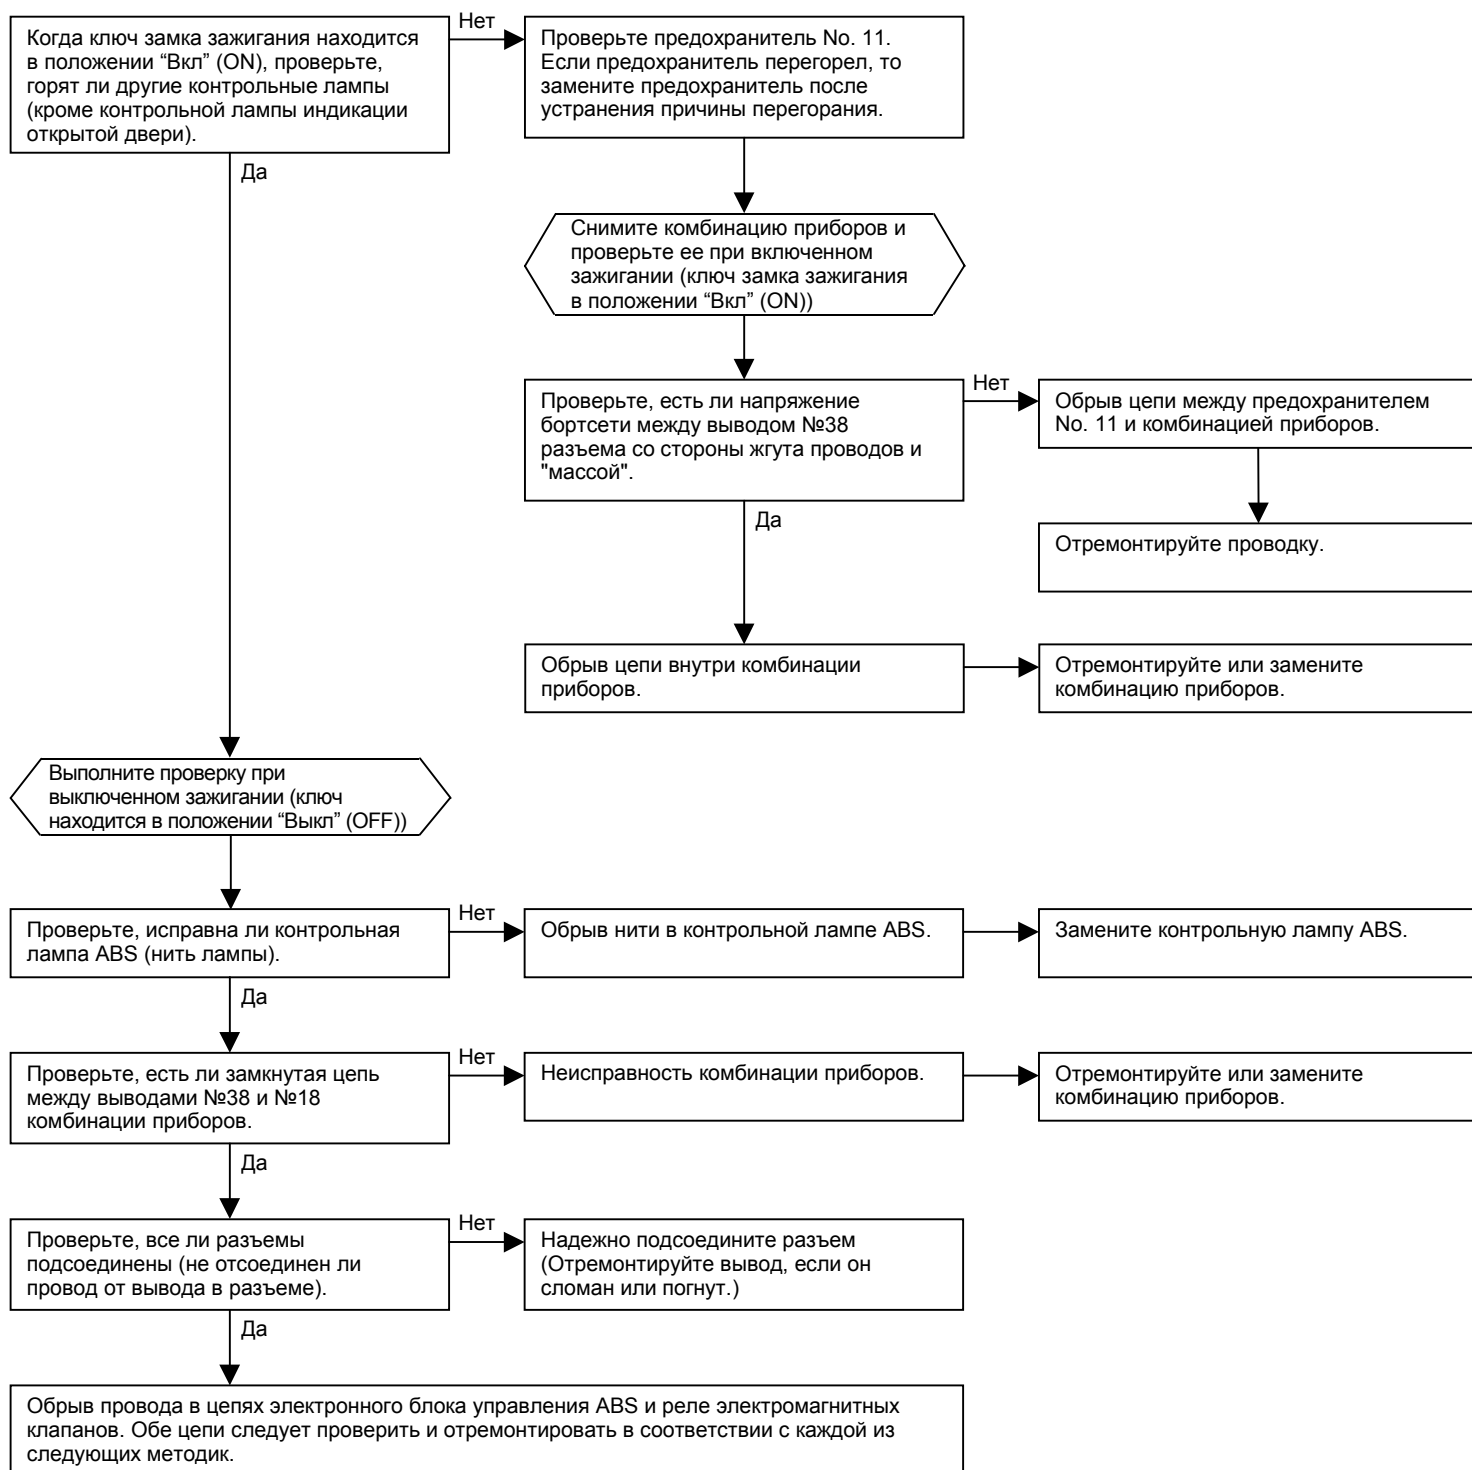 Когда ключ замка зажигания находится
в положении “Вкл” (ON), проверьте,
горят ли другие контрольные лампы
(кроме контрольной лампы индикации
открытой двери).
Нет
Проверьте предохранитель No. 11.
Если предохранитель перегорел, то
замените предохранитель после
устранения причины перегорания.
Да
Снимите комбинацию приборов и
проверьте ее при включенном
зажигании (ключ замка зажигания
в положении “Вкл” (ON))
Проверьте, есть ли напряжение
бортсети между выводом №38
разъема со стороны жгута проводов и
"массой".
Нет
Обрыв цепи между предохранителем
No. 11 и комбинацией приборов.
Да
Отремонтируйте проводку.
Обрыв цепи внутри комбинации
приборов.
Отремонтируйте или замените
комбинацию приборов.
Выполните проверку при
выключенном зажигании (ключ
находится в положении “Выкл” (OFF))
Проверьте, исправна ли контрольная
лампа ABS (нить лампы).
Нет
Обрыв нити в контрольной лампе ABS.
Замените контрольную лампу ABS.
Да
Проверьте, есть ли замкнутая цепь
между выводами №38 и №18
комбинации приборов.
Нет
Неисправность комбинации приборов.
Отремонтируйте или замените
комбинацию приборов.
Да
Проверьте, все ли разъемы
подсоединены (не отсоединен ли
провод от вывода в разъеме).
Нет
Надежно подсоедините разъем
(Отремонтируйте вывод, если он
сломан или погнут.)
Да
Обрыв провода в цепях электронного блока управления ABS и реле электромагнитных
клапанов. Обе цепи следует проверить и отремонтировать в соответствии с каждой из
следующих методик.